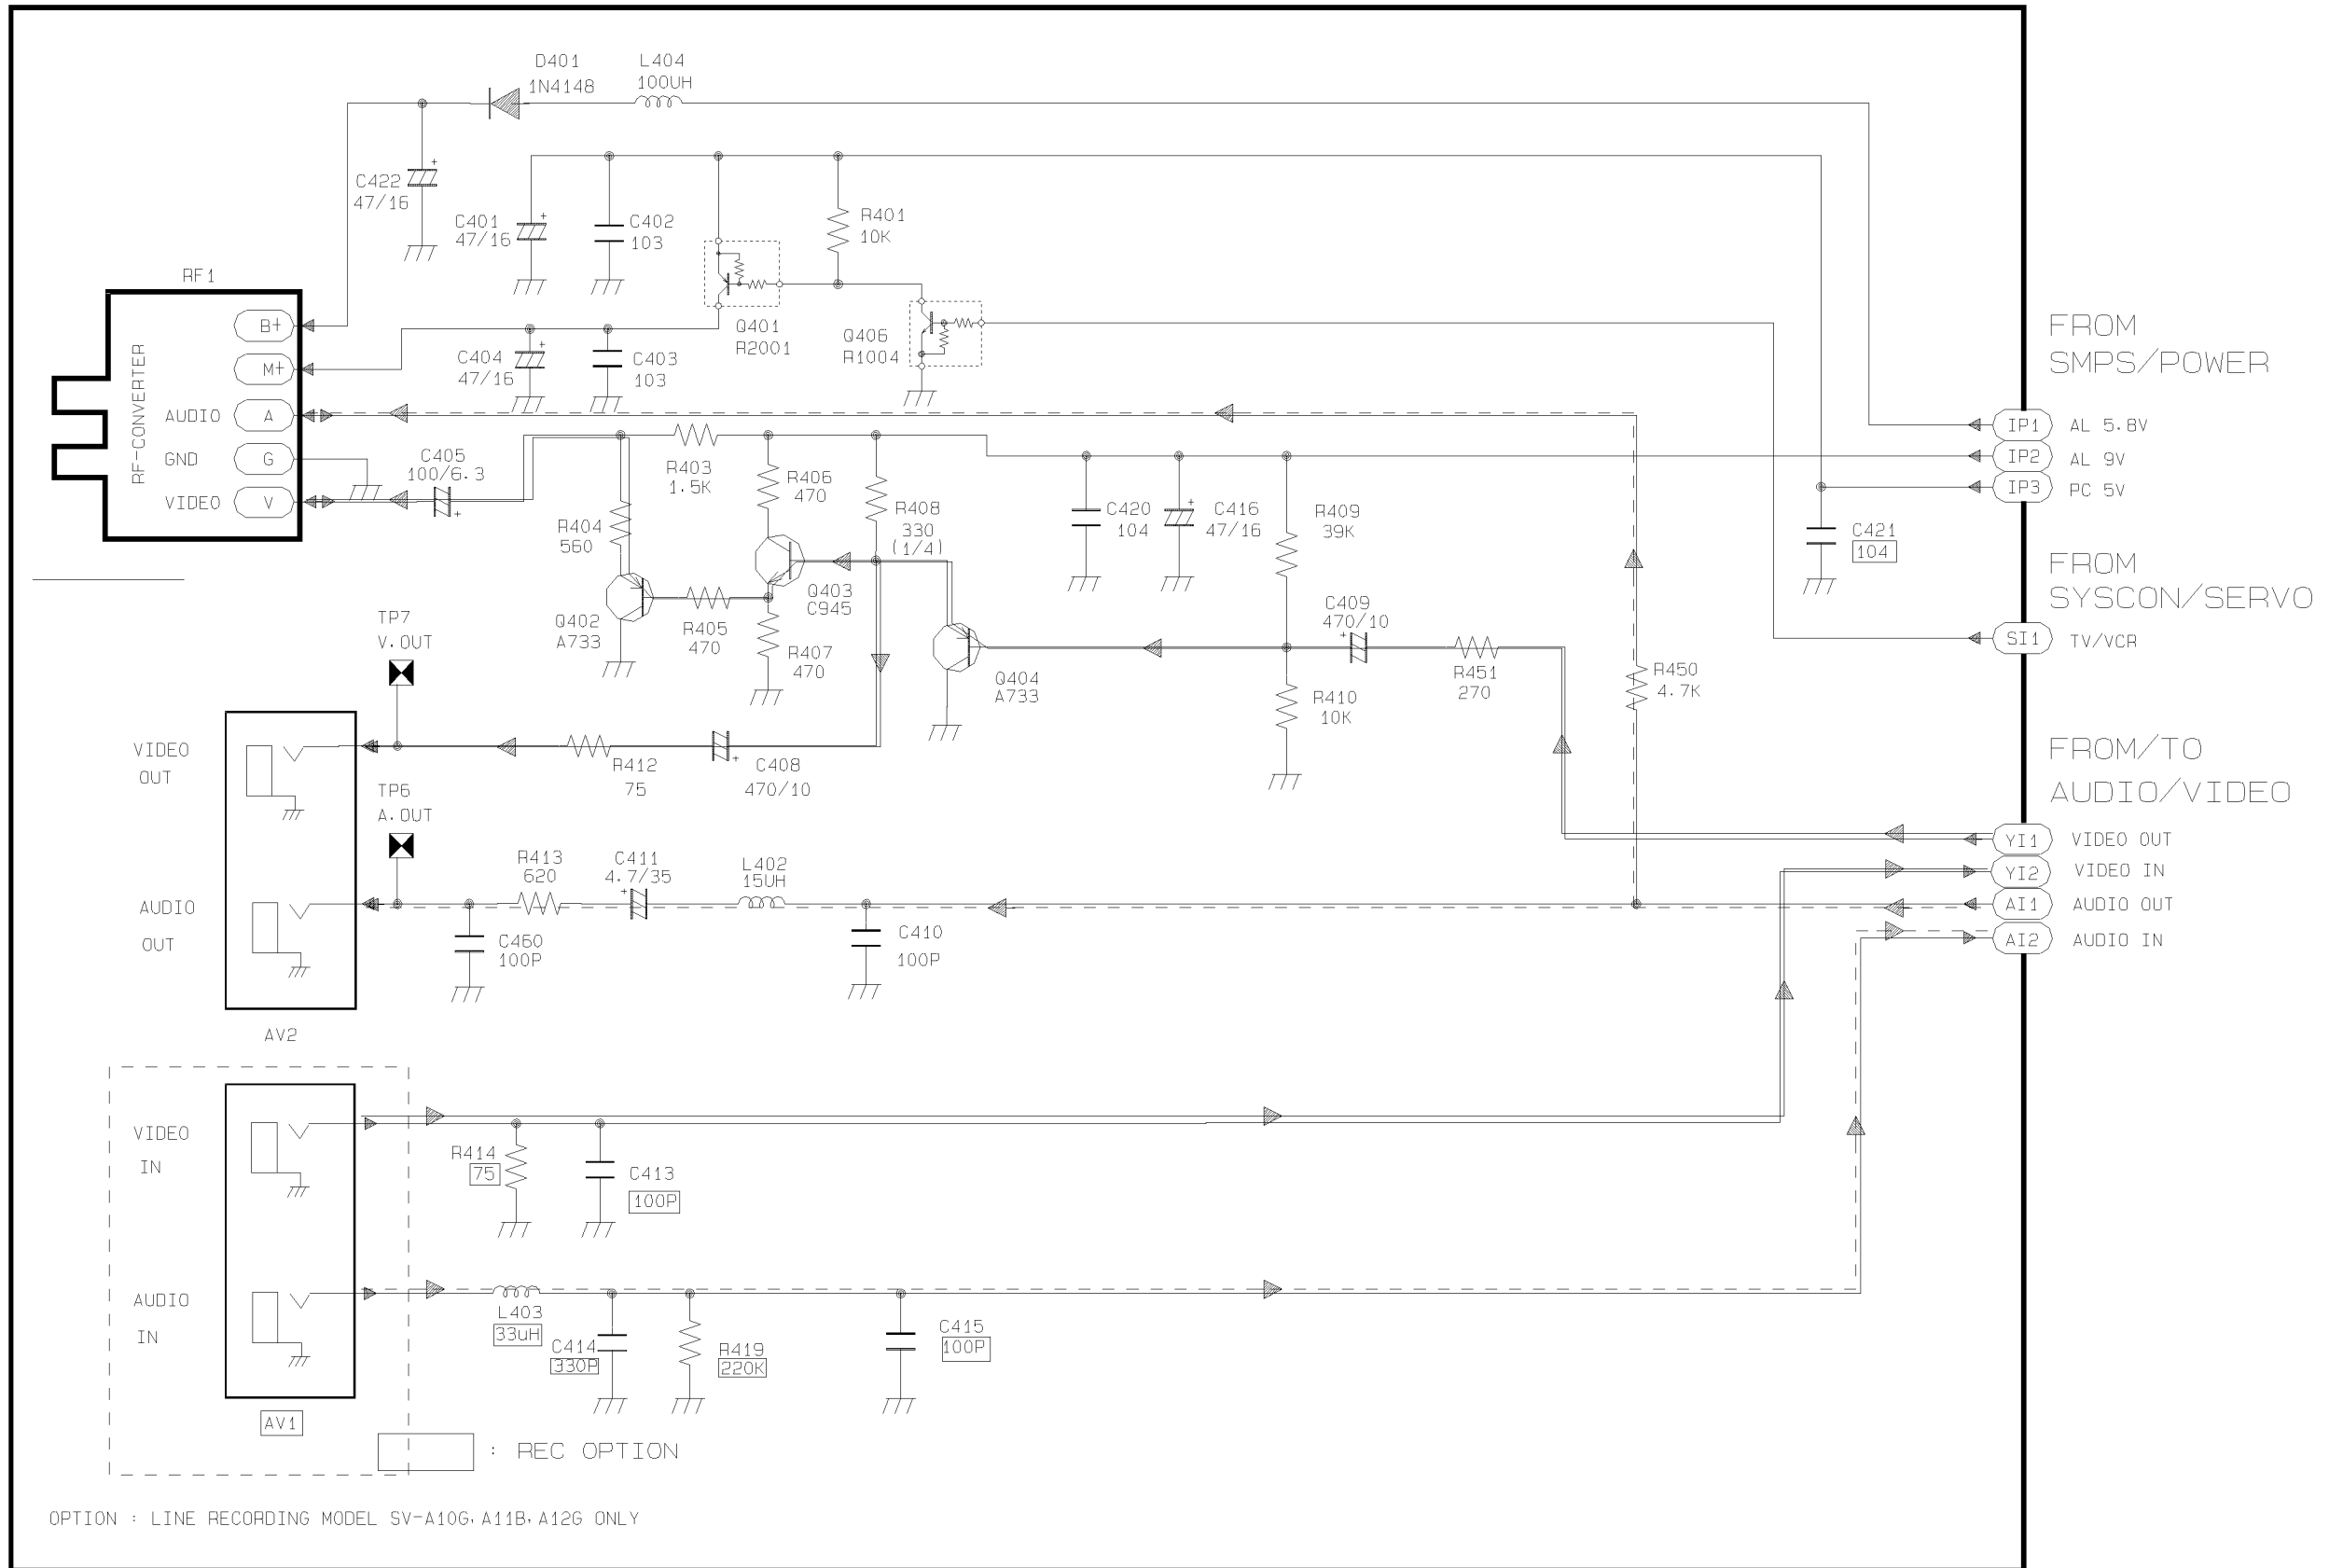 D401
1N4148
L404
100UH
C422
47/16
C401
47/16
C402
103
R401
10K
RF1
RF-CONVERTER
B+
M+
AUDIO
A
GND
G
VIDEO
V
C404
47/16
C403
103
Q401
R2001
Q406
R1004
FROM
SMPS/POWER
IP1
AL 5.8V
IP2
AL 9V
IP3
PC 5V
C405
100/6.3
R403
1.5K
R406
470
R408
330
(1/4)
R404
560
C420
104
C416
47/16
R409
39K
C421
104
FROM
SYSCON/SERVO
SI1
TV/VCR
Q403
C945
Q402
A733
R405
470
R407
470
Q404
A733
C409
470/10
R451
270
R410
10K
R450
4.7K
TP7
V.OUT
VIDEO
OUT
R412
75
C408
470/10
FROM/TO
AUDIO/VIDEO
TP6
A.OUT
YI1
VIDEO OUT
YI2
VIDEO IN
AI1
AUDIO OUT
AI2
AUDIO IN
R413
620
C411
4.7/35
L402
15UH
AUDIO
OUT
C460
100P
C410
100P
AV2
VIDEO
IN
R414
75
C413
100P
AUDIO
IN
L403
33uH
C414
330P
R419
220K
C415
100P
AV1
: REC OPTION
OPTION : LINE RECORDING MODEL SV-A10G, A11B, A12G ONLY